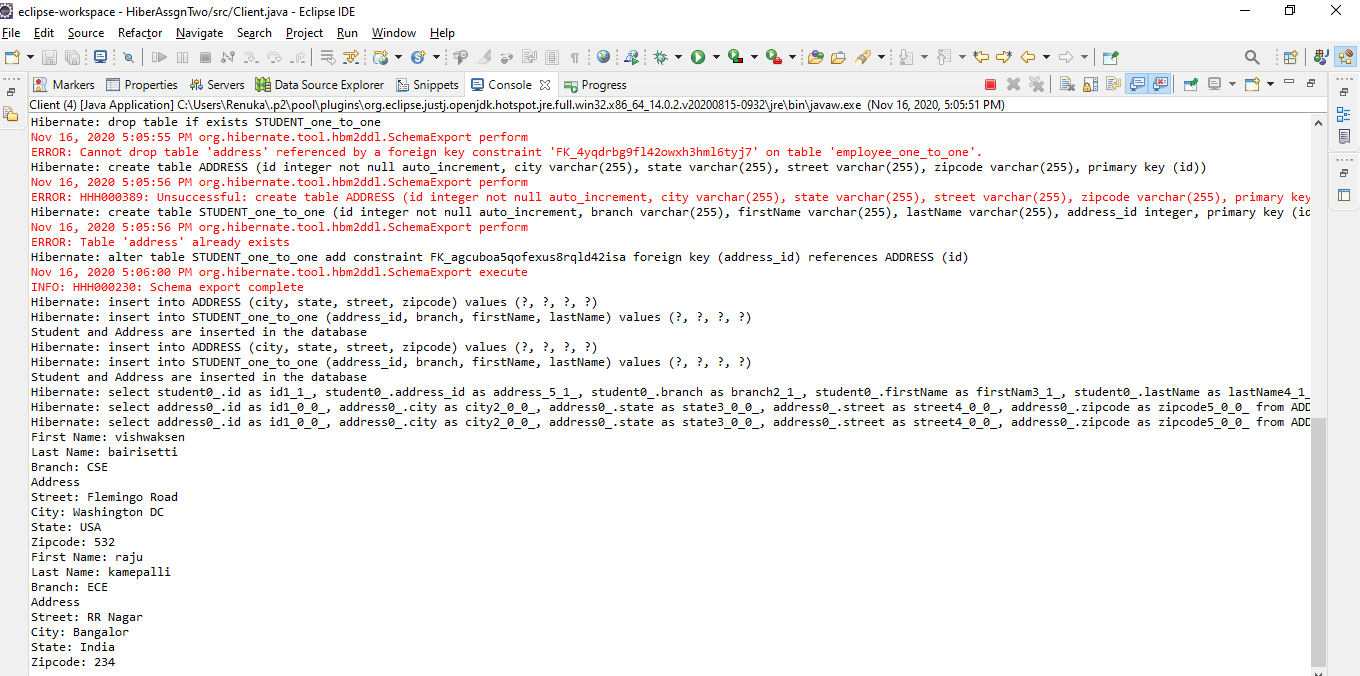 eclipse-workspace - HiberAssgnTwo/src/Client.java - Eclipse IDE
File Edit Source Refactor Navigate Search Project Run Window Help
Markers Properties Servers Data Source Explorer Snippets Console Progress
Client (4) [Java Application] C:\Users\Renuka\.p2\pool\plugins\org.eclipse.justj.openjdk.hotspot.jre.full.win32.x86_64_14.0.2.v20200815-0932\jre\bin\javaw.exe (Nov 16, 2020, 5:05:51 PM)
Hibernate: drop table if exists STUDENT_one_to_one
Nov 16, 2020 5:05:55 PM org.hibernate.tool.hbm2ddl.SchemaExport perform
ERROR: Cannot drop table 'address' referenced by a foreign key constraint 'FK_4yqdrbg9fl42owxh3hml6tyj7' on table 'employee_one_to_one'.
Hibernate: create table ADDRESS (id integer not null auto_increment, city varchar(255), state varchar(255), street varchar(255), zipcode varchar(255), primary key (id))
Nov 16, 2020 5:05:56 PM org.hibernate.tool.hbm2ddl.SchemaExport perform
ERROR: HHH000389: Unsuccessful: create table ADDRESS (id integer not null auto_increment, city varchar(255), state varchar(255), street varchar(255), zipcode varchar(255), primary key
Hibernate: create table STUDENT_one_to_one (id integer not null auto_increment, branch varchar(255), firstName varchar(255), lastName varchar(255), address_id integer, primary key (id
Nov 16, 2020 5:05:56 PM org.hibernate.tool.hbm2ddl.SchemaExport perform
ERROR: Table 'address' already exists
Hibernate: alter table STUDENT_one_to_one add constraint FK_agcuboa5qofexus8rqld42isa foreign key (address_id) references ADDRESS (id)
Nov 16, 2020 5:06:00 PM org.hibernate.tool.hbm2ddl.SchemaExport execute
INFO: HHH000230: Schema export complete
Hibernate: insert into ADDRESS (city, state, street, zipcode) values (?, ?, ?, ?)
Hibernate: insert into STUDENT_one_to_one (address_id, branch, firstName, lastName) values (?, ?, ?, ?)
Student and Address are inserted in the database
Hibernate: insert into ADDRESS (city, state, street, zipcode) values (?, ?, ?, ?)
Hibernate: insert into STUDENT_one_to_one (address_id, branch, firstName, lastName) values (?, ?, ?, ?)
Student and Address are inserted in the database
Hibernate: select student0_.id as id1_1_, student0_.address_id as address_5_1_, student0_.branch as branch2_1_, student0_.firstName as firstNam3_1_, student0_.lastName as lastName4_1_
Hibernate: select address0_.id as id1_0_0_, address0_.city as city2_0_0_, address0_.state as state3_0_0_, address0_.street as street4_0_0_, address0_.zipcode as zipcode5_0_0_ from ADD
Hibernate: select address0_.id as id1_0_0_, address0_.city as city2_0_0_, address0_.state as state3_0_0_, address0_.street as street4_0_0_, address0_.zipcode as zipcode5_0_0_ from ADD
First Name: vishwaksen
Last Name: bairisetti
Branch: CSE
Address
Street: Flemingo Road
City: Washington DC
State: USA
Zipcode: 532
First Name: raju
Last Name: kamepalli
Branch: ECE
Address
Street: RR Nagar
City: Bangalor
State: India
Zipcode: 234